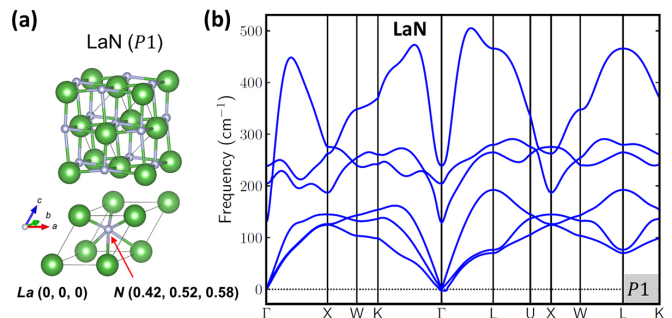 (a)
LaN (P1)
c
b
a
La (0, 0, 0)
N (0.42, 0.52, 0.58)
(b)
LaN
Frequency (cm⁻¹)
500
400
300
200
100
0
P1
Γ X W K Γ L U X W L K